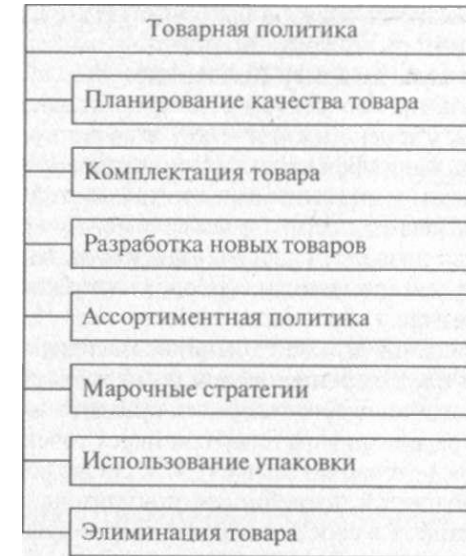 Товарная политика
Планирование качества товара
Комплектация товара
Разработка новых товаров
Ассортиментная политика
Марочные стратегии
Использование упаковки
Элиминация товара